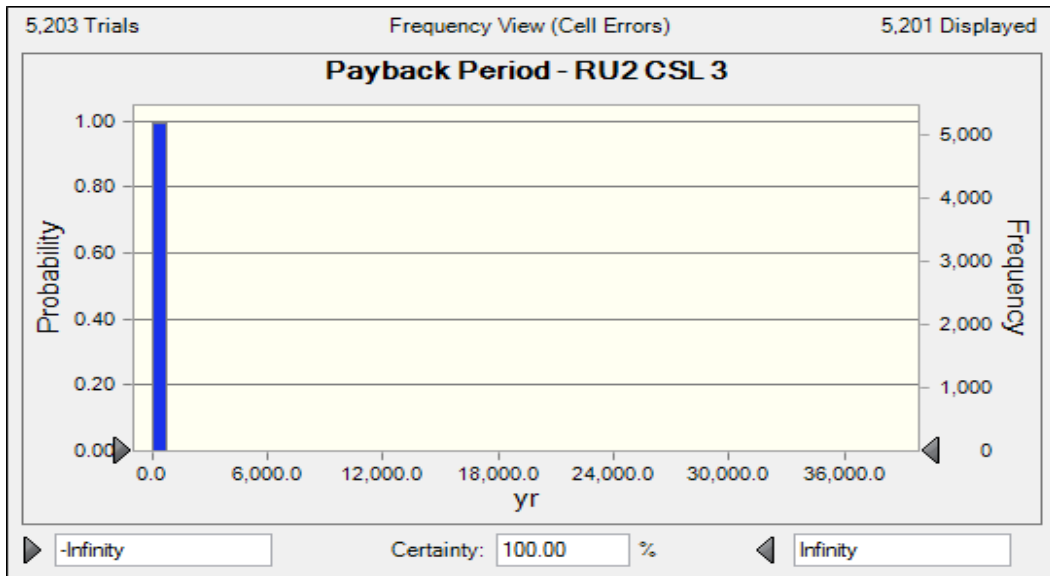 5,203 Trials Frequency View (Cell Errors) 5,201 Displayed
Payback Period - RU2 CSL 3
1.00
0.80
0.60
0.40
0.20
0.00
Probability
5,000
4,000
3,000
2,000
1,000
0
Frequency
0.0 6,000.0 12,000.0 18,000.0 24,000.0 30,000.0 36,000.0
yr
-Infinity Certainty: 100.00 % Infinity